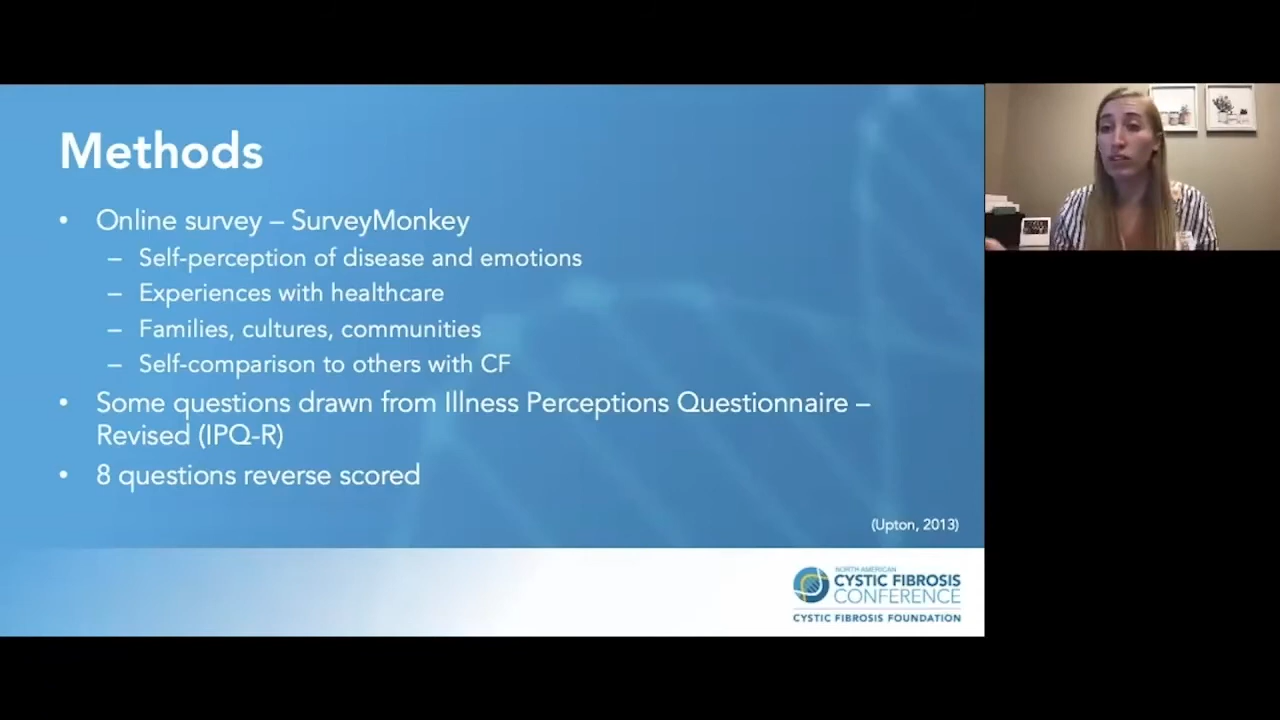 Methods
• Online survey – SurveyMonkey
– Self-perception of disease and emotions
– Experiences with healthcare
– Families, cultures, communities
– Self-comparison to others with CF
• Some questions drawn from Illness Perceptions Questionnaire –
Revised (IPQ-R)
• 8 questions reverse scored
(Upton, 2013)
NORTH AMERICAN
CYSTIC FIBROSIS
CONFERENCE
CYSTIC FIBROSIS FOUNDATION